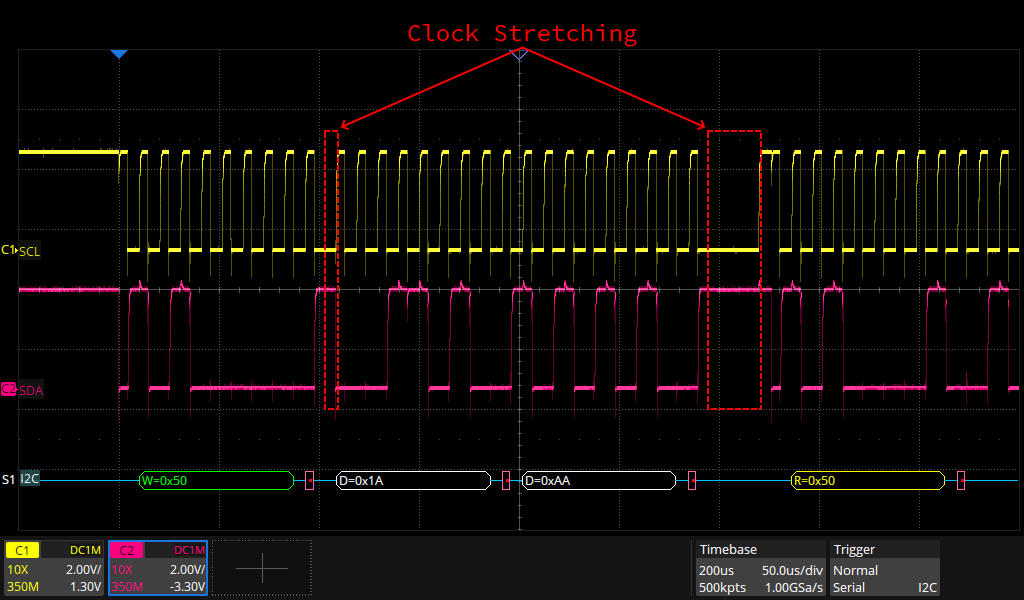 Clock Stretching
C1 SCL
C2 SDA
S1 I2C W=0x50 D=0x1A D=0xAA R=0x50
C1 DC1M C2 DC1M Timebase Trigger
10X 2.00V/ 10X 2.00V/ 200us 50.0us/div Normal
350M 1.30V 350M -3.30V 500kpts 1.00GSa/s Serial I2C